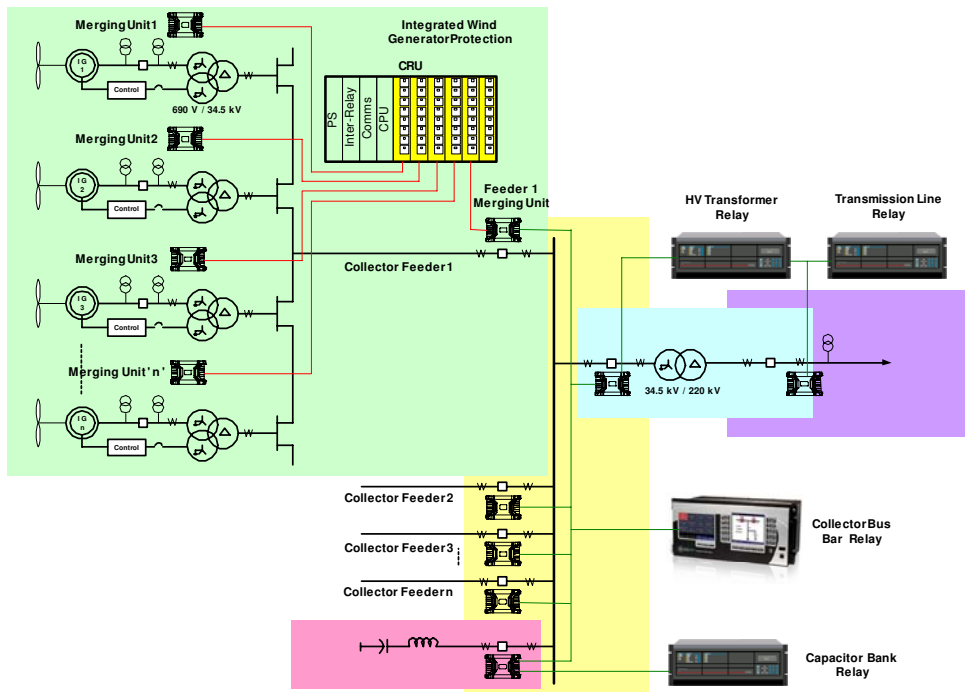 Merging Unit1
Integrated Wind
Generator Protection
CRU
IG
1
Control
690 V / 34.5 kV
PS
Inter-Relay
Comms
CPU
Merging Unit2
IG
2
Control
Feeder 1
Merging Unit
HV Transformer
Relay
Transmission Line
Relay
Merging Unit3
Collector Feeder1
IG
3
Control
Merging Unit'n'
34.5 kV / 220 kV
IG
n
Control
Collector Feeder2
Collector Feeder3
Collector Feeder n
Collector Bus
Bar Relay
Capacitor Bank
Relay